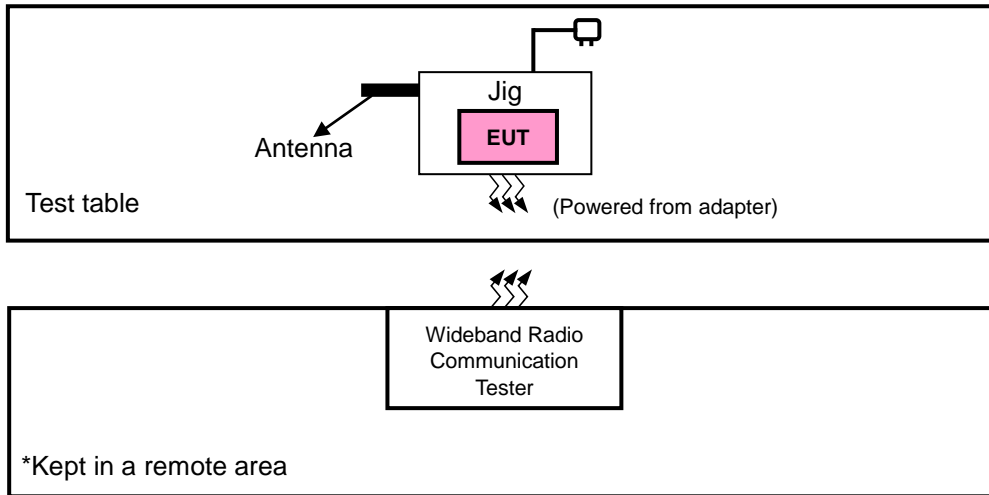 Jig
EUT
Antenna
Test table
(Powered from adapter)
Wideband Radio
Communication
Tester
*Kept in a remote area